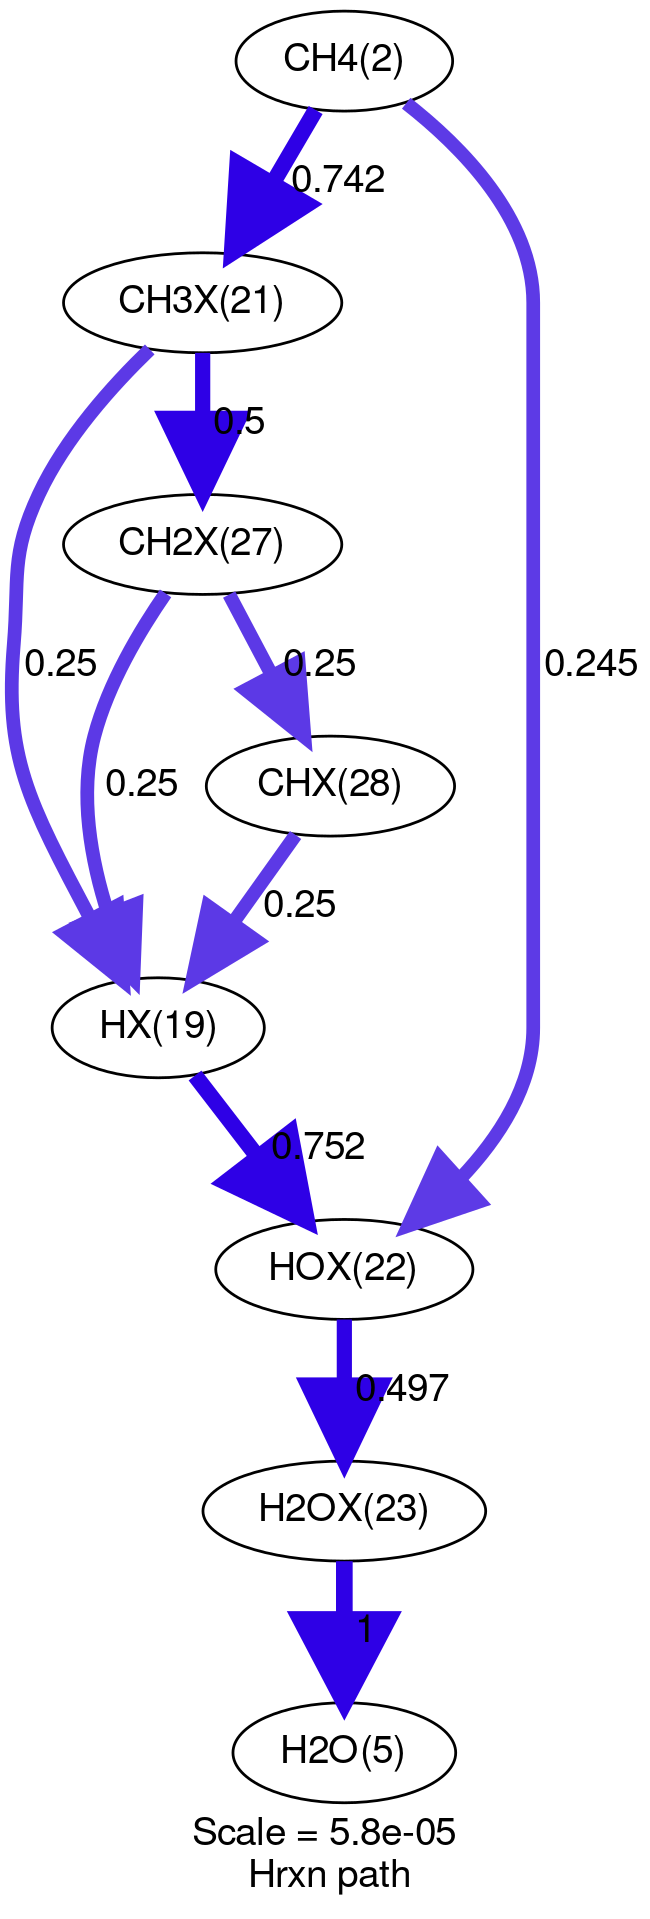 CH4(2)
0.742
CH3X(21)
0.5
CH2X(27)
0.25
0.25
0.245
0.25
CHX(28)
0.25
HX(19)
0.752
HOX(22)
0.497
H2OX(23)
1
H2O(5)
Scale = 5.8e-05
Hrxn path